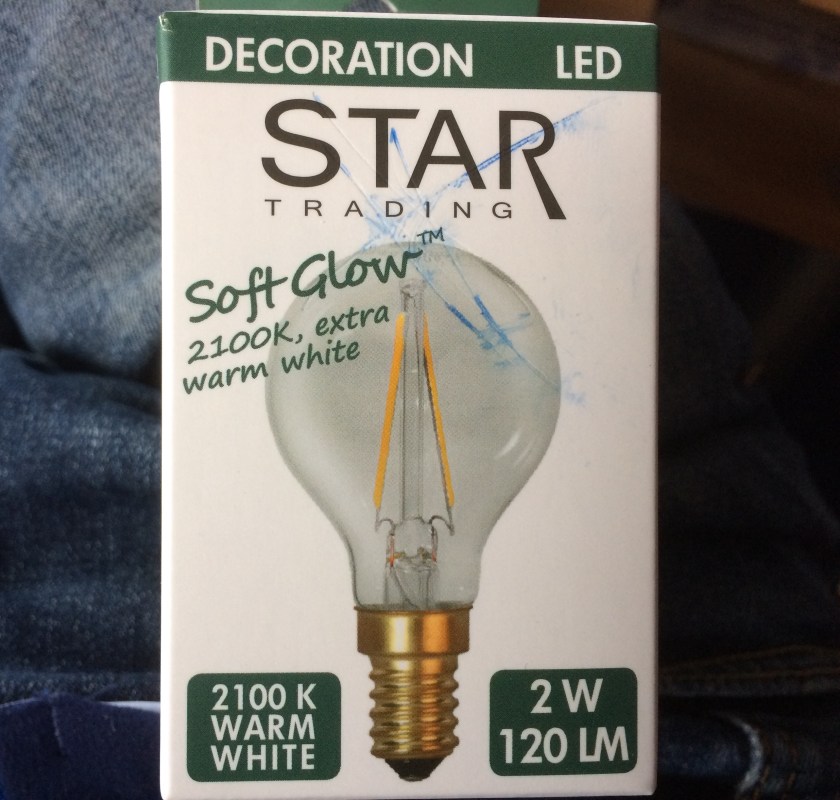 DECORATION LED
STAR
TRADING
Soft Glow™
2100K, extra
warm white
2100 K
WARM
WHITE
2 W
120 LM